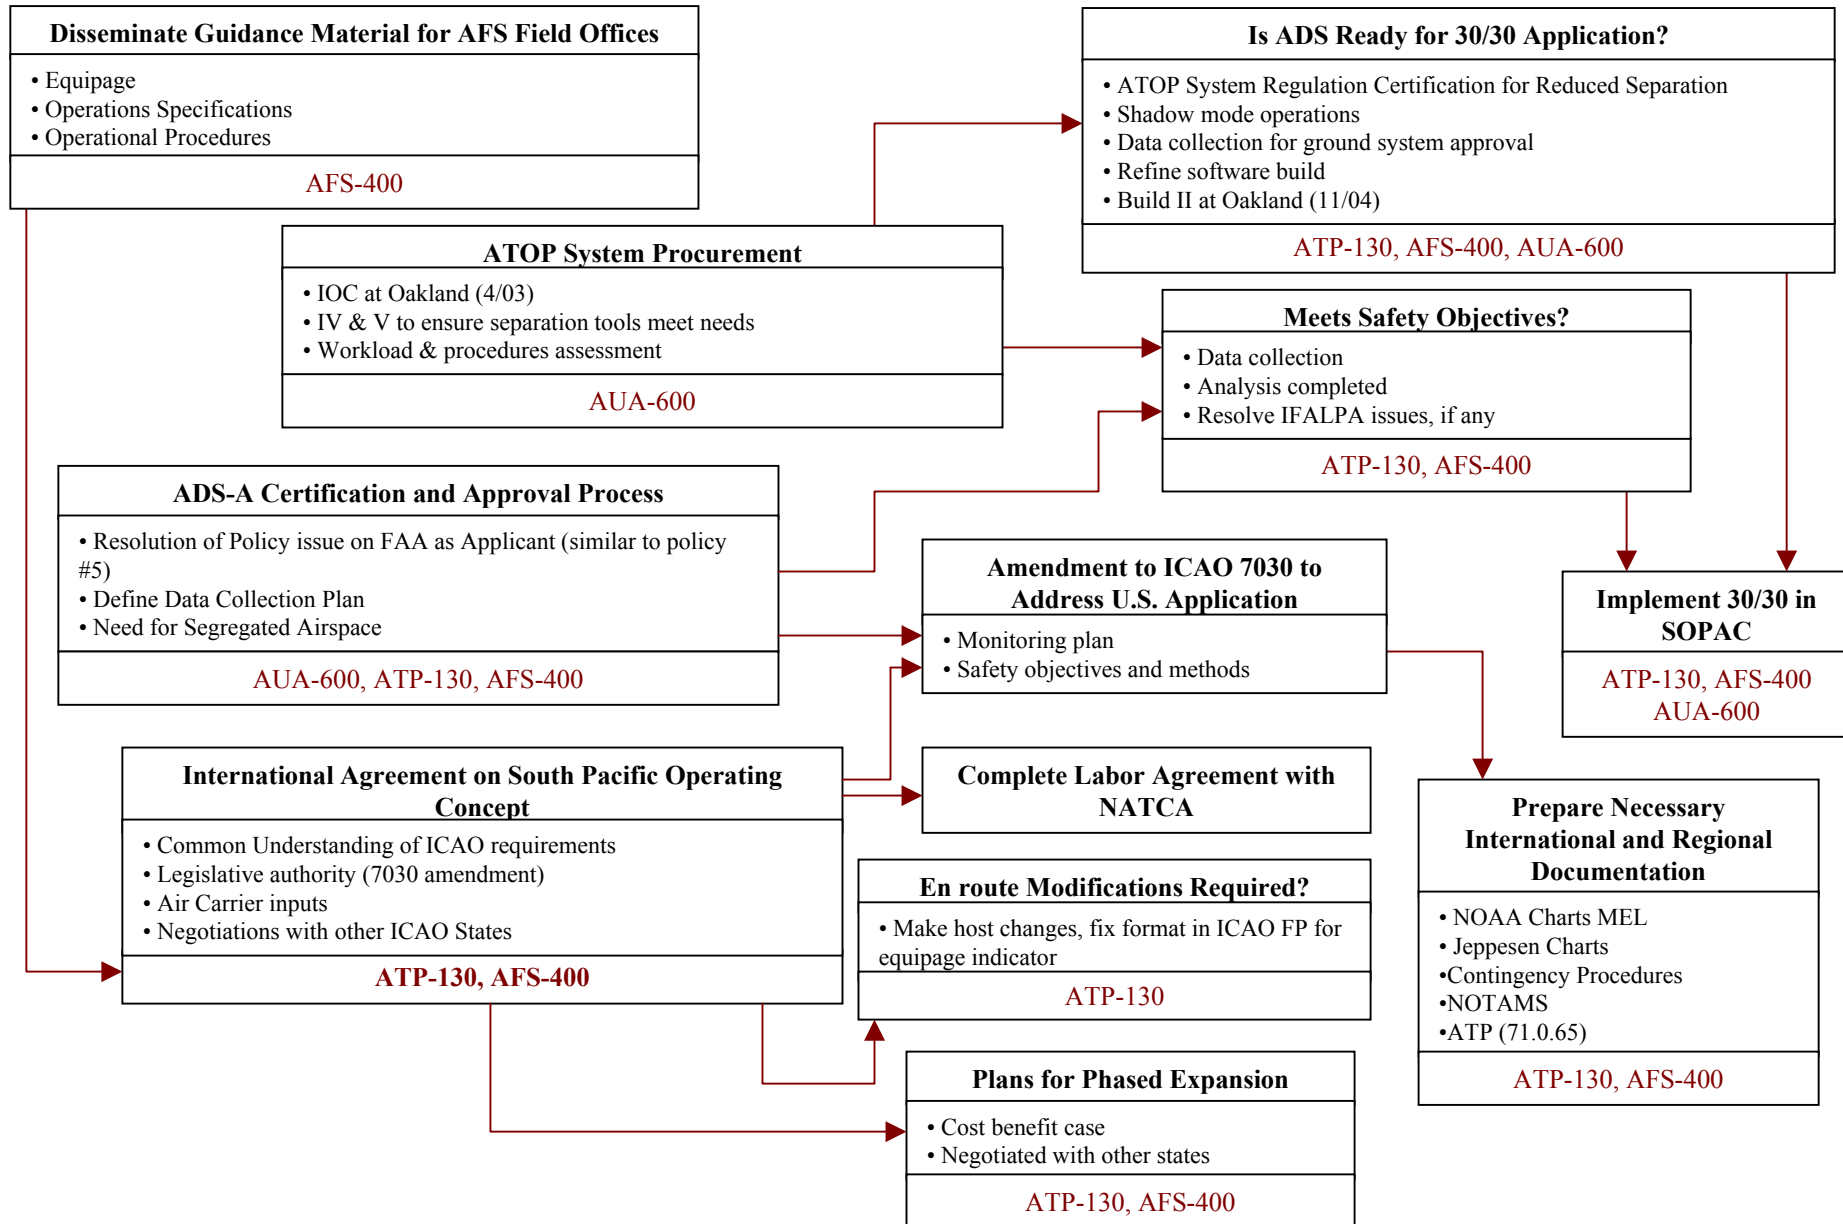 Disseminate Guidance Material for AFS Field Offices
• Equipage
• Operations Specifications
• Operational Procedures
AFS-400
Is ADS Ready for 30/30 Application?
• ATOP System Regulation Certification for Reduced Separation
• Shadow mode operations
• Data collection for ground system approval
• Refine software build
• Build II at Oakland (11/04)
ATP-130, AFS-400, AUA-600
ATOP System Procurement
• IOC at Oakland (4/03)
• IV & V to ensure separation tools meet needs
• Workload & procedures assessment
AUA-600
Meets Safety Objectives?
• Data collection
• Analysis completed
• Resolve IFALPA issues, if any
ATP-130, AFS-400
ADS-A Certification and Approval Process
• Resolution of Policy issue on FAA as Applicant (similar to policy
#5)
• Define Data Collection Plan
• Need for Segregated Airspace
AUA-600, ATP-130, AFS-400
Amendment to ICAO 7030 to
Address U.S. Application
• Monitoring plan
• Safety objectives and methods
Implement 30/30 in
SOPAC
ATP-130, AFS-400
AUA-600
International Agreement on South Pacific Operating
Concept
• Common Understanding of ICAO requirements
• Legislative authority (7030 amendment)
• Air Carrier inputs
• Negotiations with other ICAO States
ATP-130, AFS-400
Complete Labor Agreement with
NATCA
En route Modifications Required?
• Make host changes, fix format in ICAO FP for
equipage indicator
ATP-130
Prepare Necessary
International and Regional
Documentation
• NOAA Charts MEL
• Jeppesen Charts
•Contingency Procedures
•NOTAMS
•ATP (71.0.65)
ATP-130, AFS-400
Plans for Phased Expansion
• Cost benefit case
• Negotiated with other states
ATP-130, AFS-400